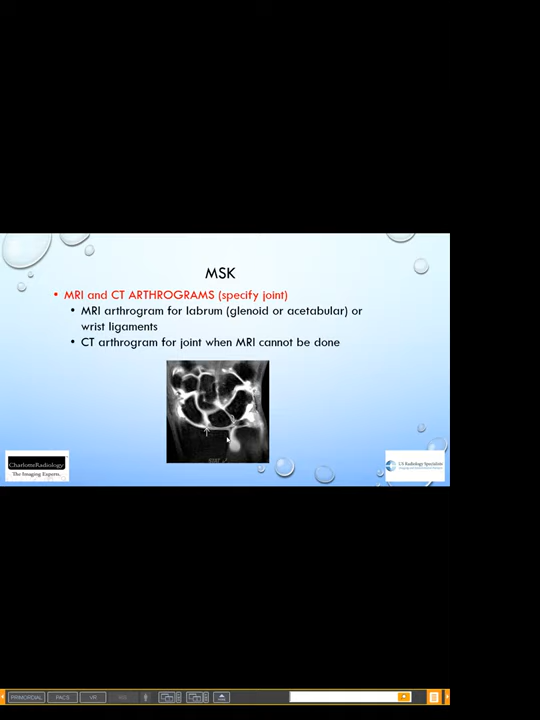 MSK
• MRI and CT ARTHROGRAMS (specify joint)
• MRI arthrogram for labrum (glenoid or acetabular) or
wrist ligaments
• CT arthrogram for joint when MRI cannot be done
CharlotteRadiology
The Imaging Experts.
US Radiology Specialists
PRIMORDIAL
PACS
VR